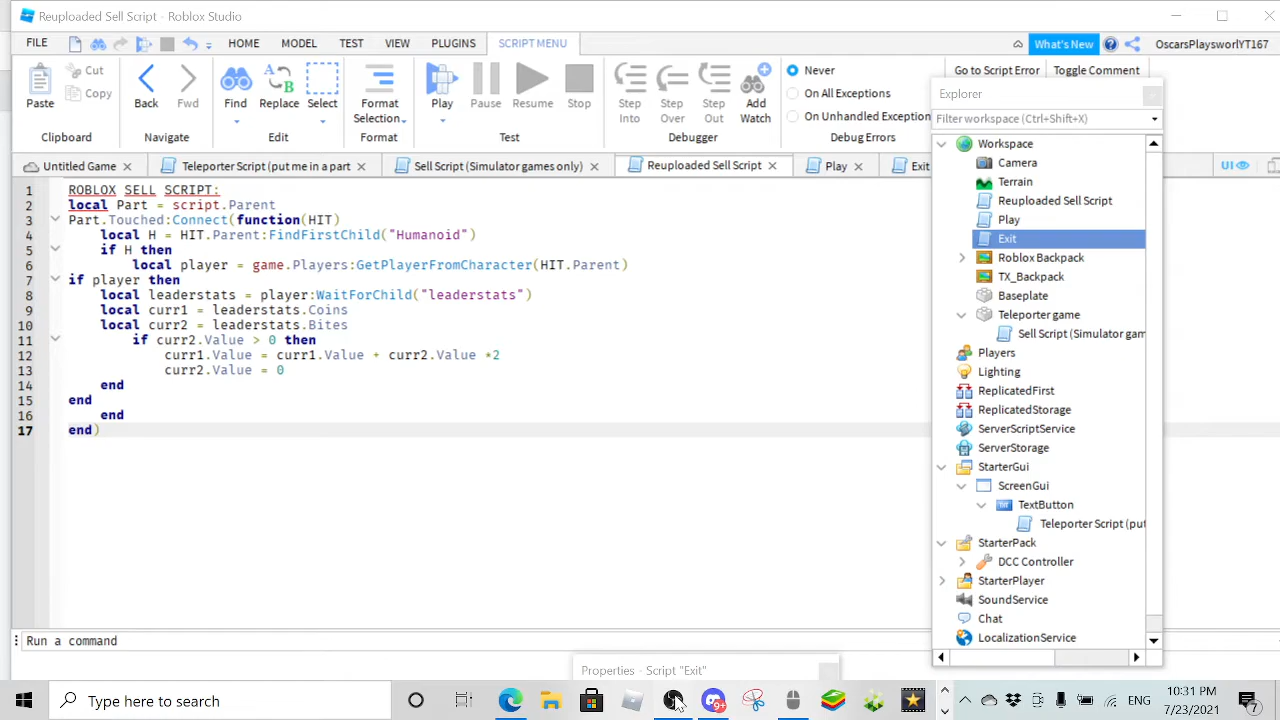 Reuploaded Sell Script - Roblox Studio
FILE HOME MODEL TEST VIEW PLUGINS SCRIPT MENU What's New OscarsPlaysworlYT167
Paste Cut Copy Back Fwd Find Replace Select Format Selection Play Pause Resume Stop Step Into Step Over Step Out Add Watch Never On All Exceptions On Unhandled Exception Go to Script Error Toggle Comment
Clipboard Navigate Edit Format Test Debugger Debug Errors
Untitled Game Teleporter Script (put me in a part Sell Script (Simulator games only) Reuploaded Sell Script Play Exit UI
1 ROBLOX SELL SCRIPT:
2 local Part = script.Parent
3 Part.Touched:Connect(function(HIT)
4 local H = HIT.Parent:FindFirstChild("Humanoid")
5 if H then
6 local player = game.Players:GetPlayerFromCharacter(HIT.Parent)
7 if player then
8 local leaderstats = player:WaitForChild("leaderstats")
9 local curr1 = leaderstats.Coins
10 local curr2 = leaderstats.Bites
11 if curr2.Value > 0 then
12 curr1.Value = curr1.Value + curr2.Value *2
13 curr2.Value = 0
14 end
15 end
16 end
17 end)
Explorer
Filter workspace (Ctrl+Shift+X)
Workspace
Camera
Terrain
Reuploaded Sell Script
Play
Exit
Roblox Backpack
TX_Backpack
Baseplate
Teleporter game
Sell Script (Simulator gam
Players
Lighting
ReplicatedFirst
ReplicatedStorage
ServerScriptService
ServerStorage
StarterGui
ScreenGui
TextButton
Teleporter Script (put
StarterPack
DCC Controller
StarterPlayer
SoundService
Chat
LocalizationService
Run a command
Properties - Script "Exit"
Type here to search
10:31 PM
7/23/2021
7